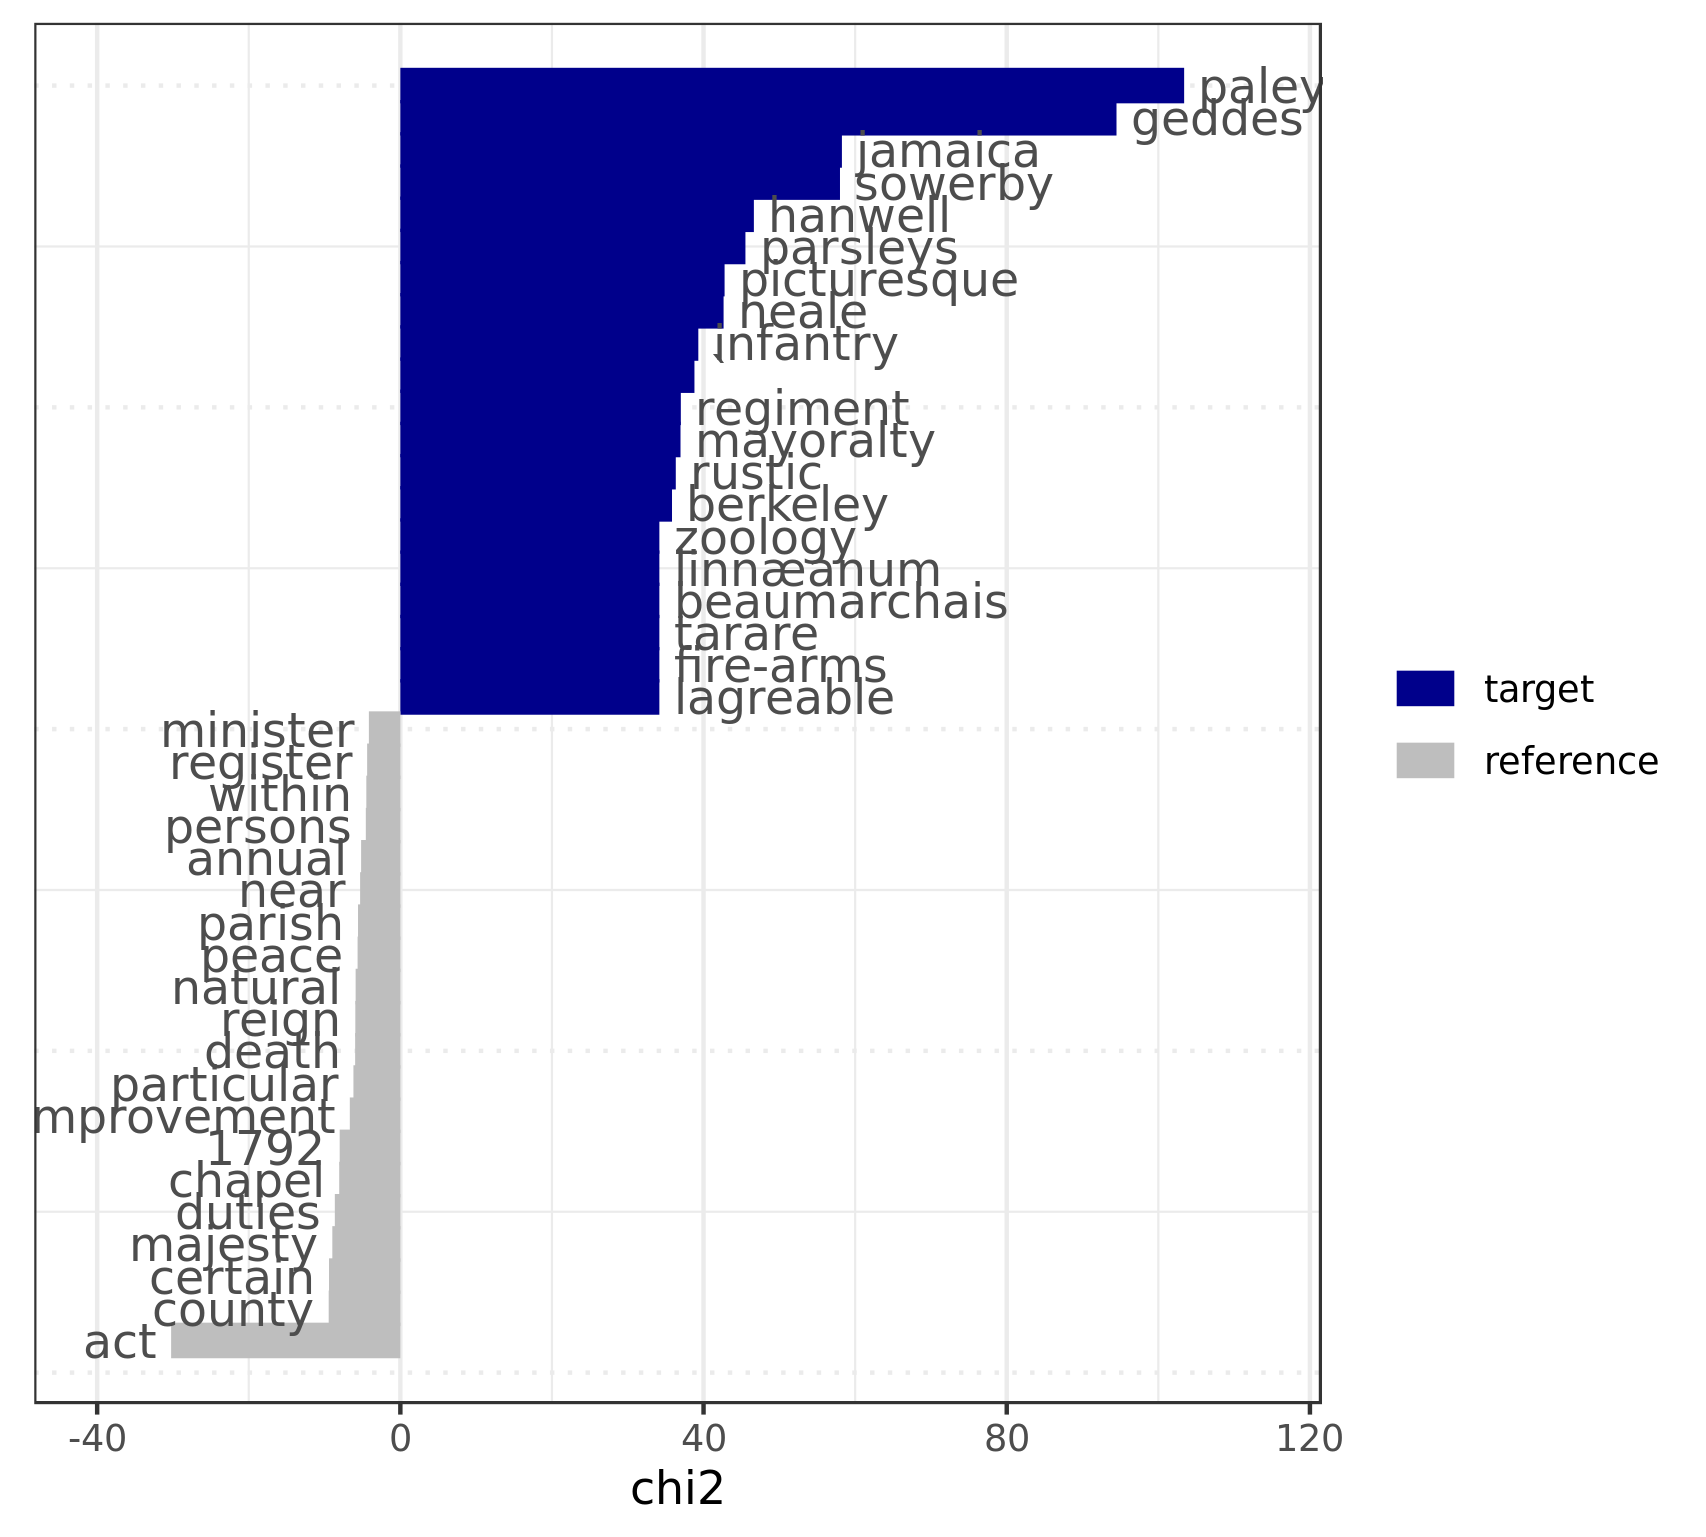 paley
geddes
jamaica
sowerby
hanwell
parsleys
picturesque
heale
infantry
`
regiment
mayoralty
rustic
berkeley
zoology
linnæanum
beaumarchais
tarare
fire-arms
lagreable
minister
register
within
persons
annual
near
parish
peace
natural
reign
death
particular
mprovement
1792
chapel
duties
majesty
certain
county
act
target
reference
-40 0 40 80 120
chi2